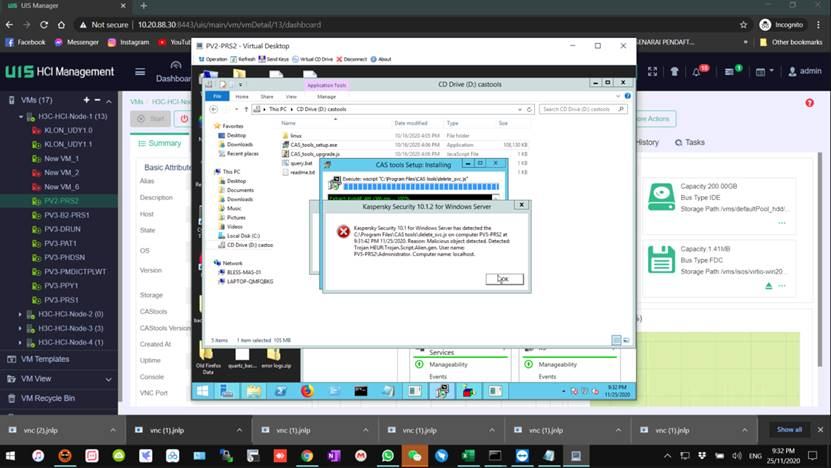 UIS Manager
Incognito
Not secure
10.20.88.30:8443/uis/main/vm/vmDetail/13/dashboard
Facebook
Messenger
Instagram
YouTu
SENARAI PENDAFT...
Other bookmarks
PV2-PRS2 - Virtual Desktop
Operation
Refresh
Send Keys
Virtual CD Drive
Disconnect
About
UIS HCI Management
Dashboar
admin
VMs (17)
H3C-HCI-Node-1 (13)
KLON_UDY1.0
KLON_UDY1.1
New VM_1
New VM_2
New VM_6
PV2-PRS2
PV3-B2-PRS1
PV3-DRUN
PV3-PAT1
PV3-PHDSN
PV3-PMDICTPLWT
PV3-PPY1
PV3-PRS1
H3C-HCI-Node-2 (3)
H3C-HCI-Node-3 (3)
H3C-HCI-Node-4 (1)
VM Templates
VM View
VM Recycle Bin
VMs / H3C-HCI-Node
Start
Summary
Basic Attribute
Alias
Description
Host
State
OS
Version
Storage
CAStools
CAStools Version
Created At
Uptime
Console
VNC Port
Application Tools
CD Drive (D:) castools
File
Home
Share
View
Manage
This PC
CD Drive (D:) castools
Search CD Drive (D:) castools
Name
Date modified
Type
Size
Favorites
Desktop
Downloads
Recent places
This PC
Desktop
Documents
Downloads
Music
Pictures
Videos
Local Disk (C:)
CD Drive (D:) castoo
Network
BLESS-MAS-01
LAPTOP-QMFQBKG
linux
10/16/2020 4:05 PM
File folder
CAS_tools_setup.exe
10/16/2020 4:06 PM
Application
108,130 KB
CAS_tools_upgrade.js
10/16/2020 4:06 PM
JavaScript File
1 KB
query.bat
1 KB
readme.txt
1 KB
CAS tools Setup: Installing
Execute: wscript "C:\Program Files\CAS tools\delete_svc.js"
Kaspersky Security 10.1.2 for Windows Server
Kaspersky Security 10.1 for Windows Server has detected the
C:\Program Files\CAS tools\delete_svc.js on computer PV5-PRS2 at
9:31:42 PM 11/25/2020. Reason: Malicious object detected. Detected:
Trojan HEUR:Trojan.Script.Alien.gen. User name:
PV5-PRS2\Administrator. Computer name: localhost.
OK
5 items
1 item selected 105 MB
Old Firefox
Data
quartz_bac...
error logs.zip
Services
Manageability
Events
Manageability
Events
9:32 PM
11/25/2020
ore Actions
History
Tasks
Capacity 200.00GB
Bus Type IDE
Storage Path /vms/defaultPool_hdd/
Capacity 1.41MB
Bus Type FDC
Storage Path /vms/isos/virtio-win20
vnc (2).jnlp
vnc (1).jnlp
vnc (1).jnlp
vnc (1).jnlp
vnc (1).jnlp
vnc (1).jnlp
Show all
9:32 PM
25/11/2020